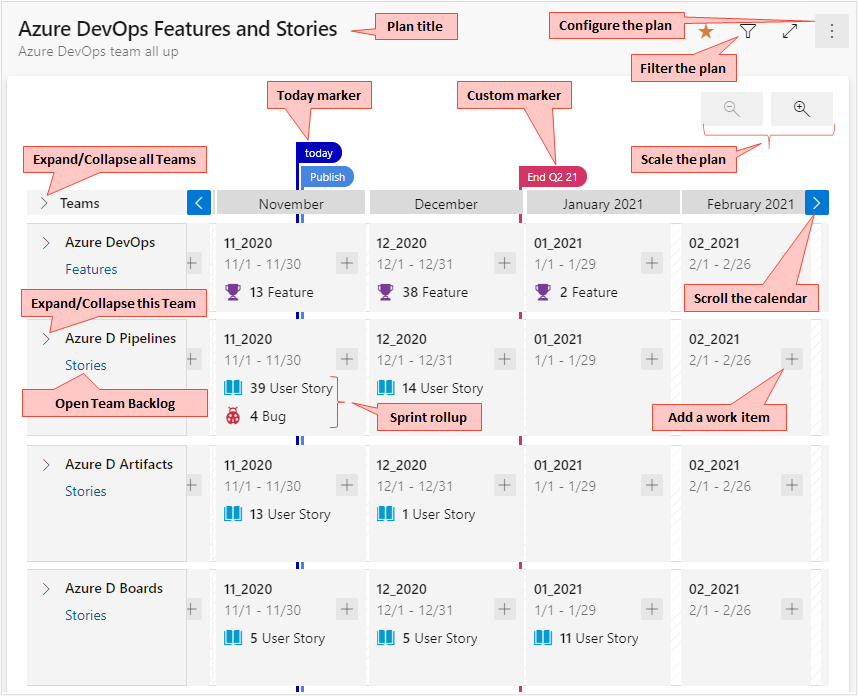 Azure DevOps Features and Stories
Azure DevOps team all up
Plan title
Configure the plan
Filter the plan
Today marker
Custom marker
Scale the plan
Expand/Collapse all Teams
today
Publish
End Q2 21
Teams
November
December
January 2021
February 2021
Scroll the calendar
Azure DevOps
Features
11_2020
11/1 - 11/30
13 Feature
12_2020
12/1 - 12/31
38 Feature
01_2021
1/1 - 1/29
2 Feature
02_2021
2/1 - 2/26
Expand/Collapse this Team
Azure D Pipelines
Stories
Open Team Backlog
11_2020
11/1 - 11/30
39 User Story
4 Bug
Sprint rollup
12_2020
12/1 - 12/31
14 User Story
01_2021
1/1 - 1/29
02_2021
2/1 - 2/26
Add a work item
Azure D Artifacts
Stories
11_2020
11/1 - 11/30
13 User Story
12_2020
12/1 - 12/31
1 User Story
01_2021
1/1 - 1/29
02_2021
2/1 - 2/26
Azure D Boards
Stories
11_2020
11/1 - 11/30
5 User Story
12_2020
12/1 - 12/31
5 User Story
01_2021
1/1 - 1/29
11 User Story
02_2021
2/1 - 2/26